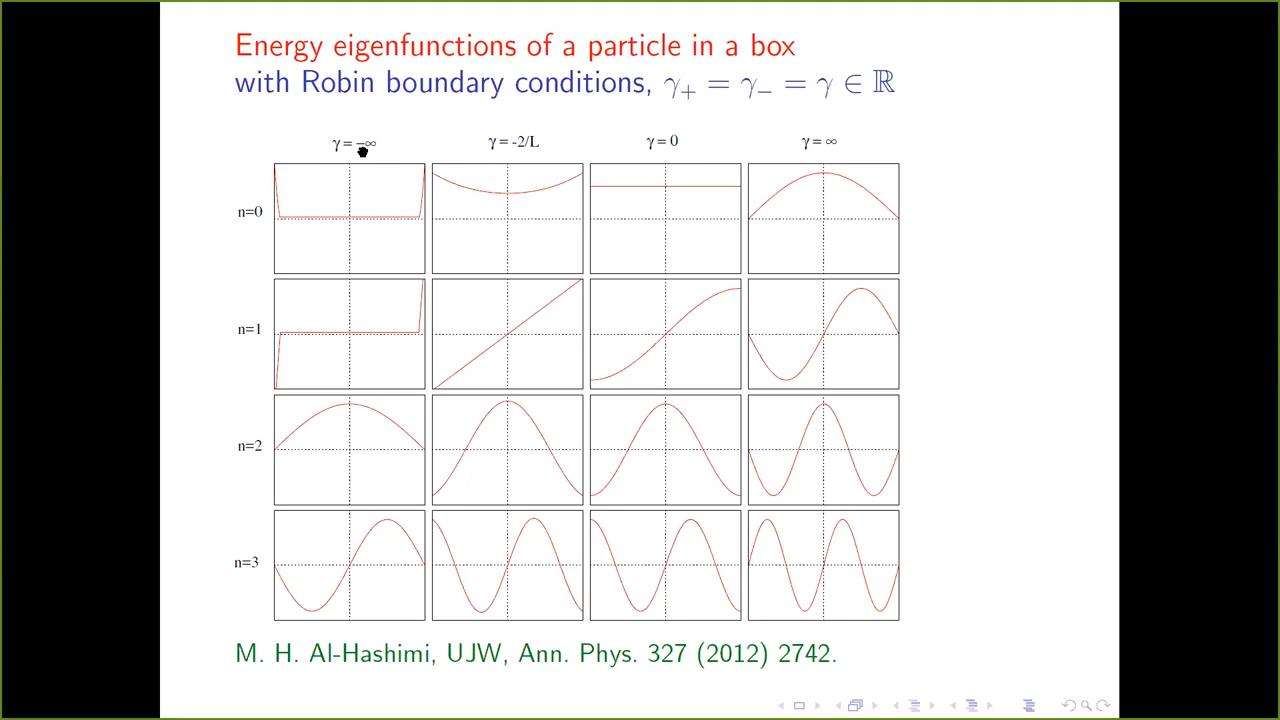 Energy eigenfunctions of a particle in a box
with Robin boundary conditions, γ₊ = γ₋ = γ ∈ ℝ
γ = −∞ γ = -2/L γ = 0 γ = ∞
n=0
n=1
n=2
n=3
M. H. Al-Hashimi, UJW, Ann. Phys. 327 (2012) 2742.